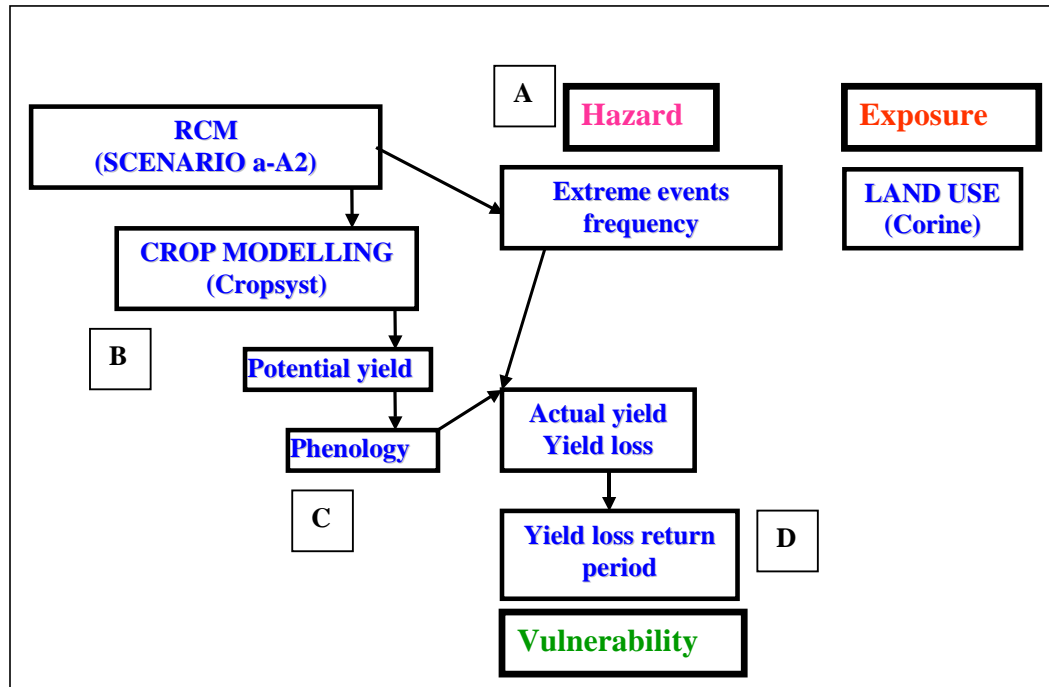 A
Hazard
Exposure
RCM
(SCENARIO a-A2)
Extreme events
frequency
LAND USE
(Corine)
CROP MODELLING
(Cropsyst)
B
Potential yield
Actual yield
Yield loss
Phenology
C
Yield loss return
period
D
Vulnerability